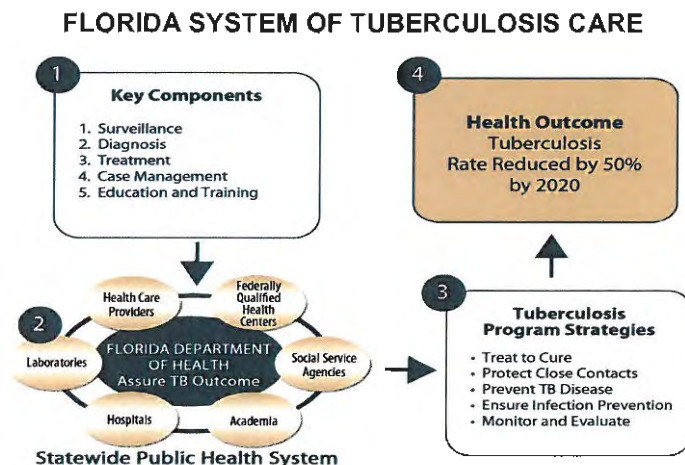 FLORIDA SYSTEM OF TUBERCULOSIS CARE
1
Key Components
1. Surveillance
2. Diagnosis
3. Treatment
4. Case Management
5. Education and Training
2
Health Care
Providers
Federally
Qualified
Health
Centers
Laboratories
FLORIDA DEPARTMENT
OF HEALTH
Assure TB Outcome
Social Service
Agencies
Hospitals
Academia
Statewide Public Health System
3
Tuberculosis
Program Strategies
• Treat to Cure
• Protect Close Contacts
• Prevent TB Disease
• Ensure Infection Prevention
• Monitor and Evaluate
4
Health Outcome
Tuberculosis
Rate Reduced by 50%
by 2020